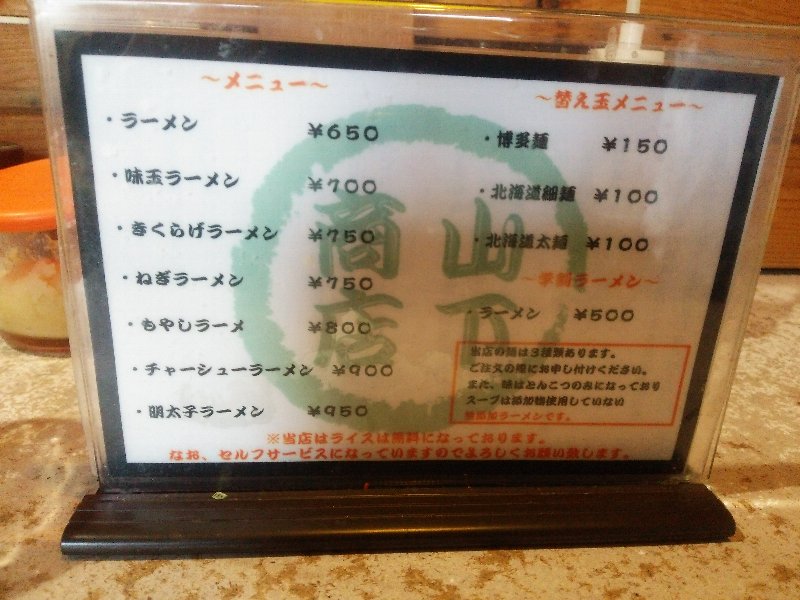 ～メニュー～
・ラーメン ￥650
・味玉ラーメン ￥700
・きくらげラーメン ￥750
・ねぎラーメン ￥750
・もやしラーメ ￥800
・チャーシューラーメン ￥900
・明太子ラーメン ￥950
～替え玉メニュー～
・博多麺 ￥150
・北海道細麺 ￥100
・北海道太麺 ￥100
～学割ラーメン～
・ラーメン ￥500
当店の麺は3種類あります。
ご注文の際にお申し付けください。
また、味はとんこつのみになっており
スープは添加物使用していない
無添加ラーメンです。
※当店はライスは無料になっております。
なお、セルフサービスになっていますのでよろしくお願い致します。
山下
商店